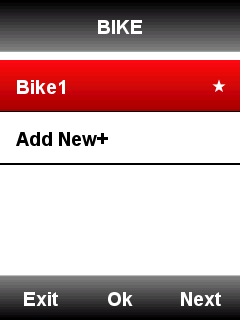 BIKE
Bike1 ★
Add New+
Exit Ok Next